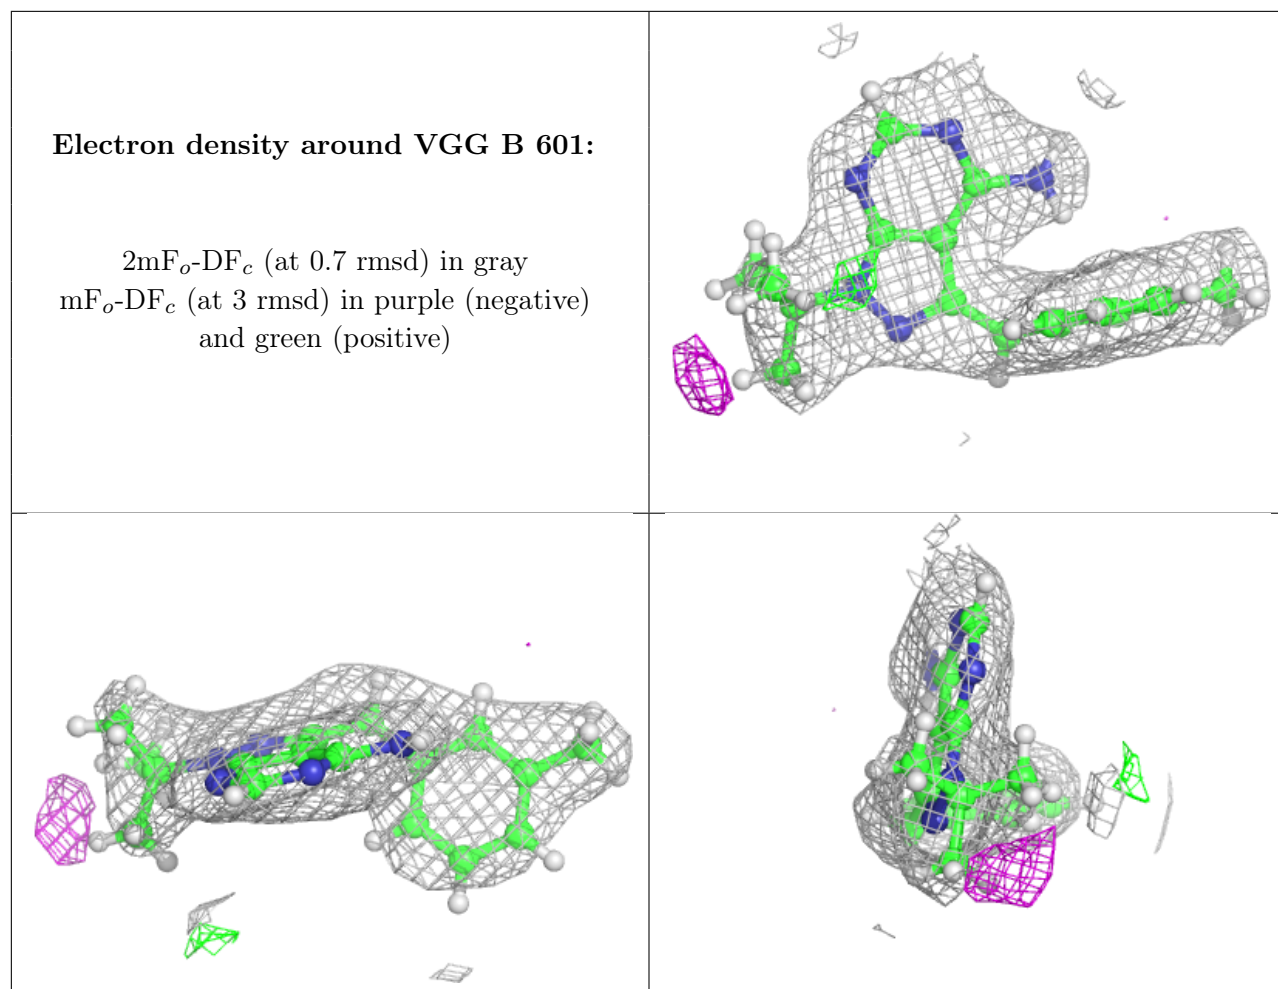 Electron density around VGG B 601:
2mFo-DFc (at 0.7 rmsd) in gray
mFo-DFc (at 3 rmsd) in purple (negative)
and green (positive)